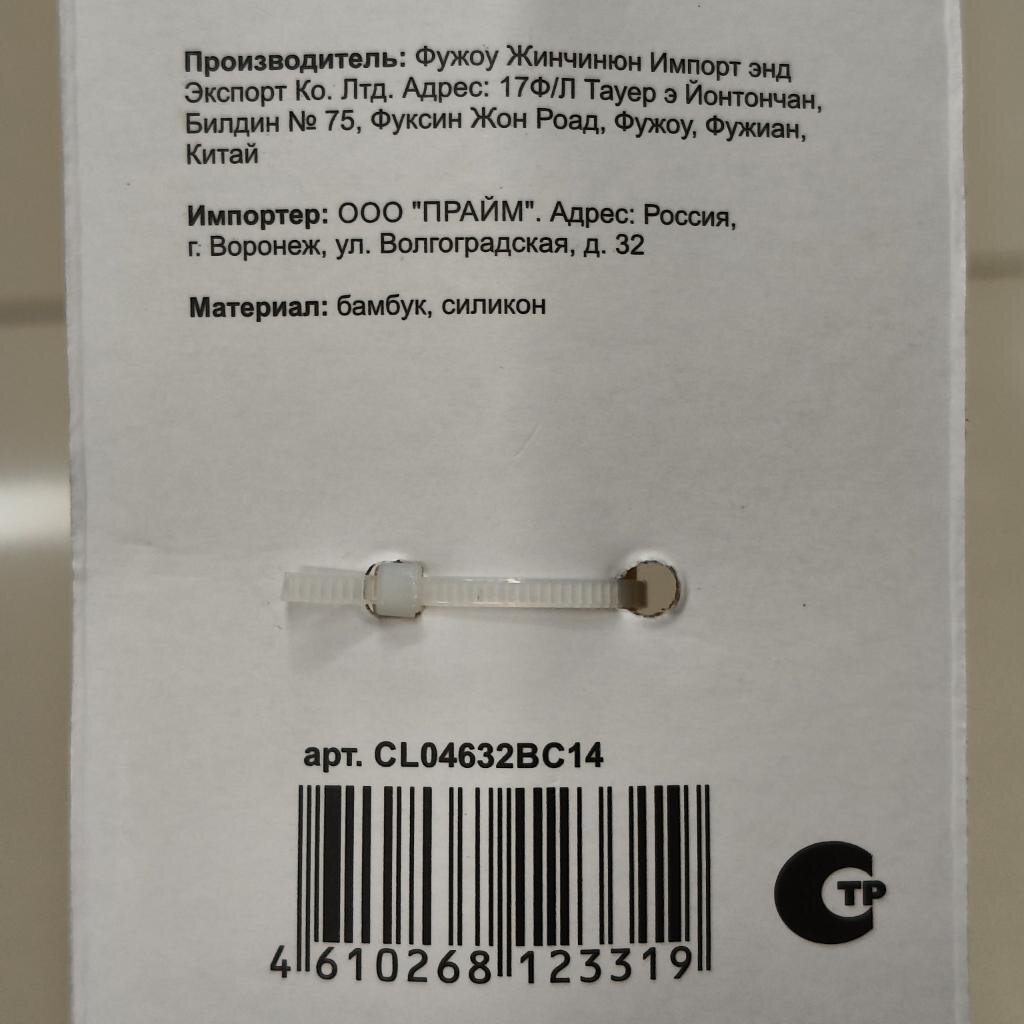 Производитель: Фужоу Жинчинюн Импорт энд
Экспорт Ко. Лтд. Адрес: 17Ф/Л Тауер э Йонтончан,
Билдин № 75, Фуксин Жон Роад, Фужоу, Фужиан,
Китай
Импортер: ООО "ПРАЙМ". Адрес: Россия,
г. Воронеж, ул. Волгоградская, д. 32
Материал: бамбук, силикон
арт. CL04632BC14
4 610268 123319
ТР